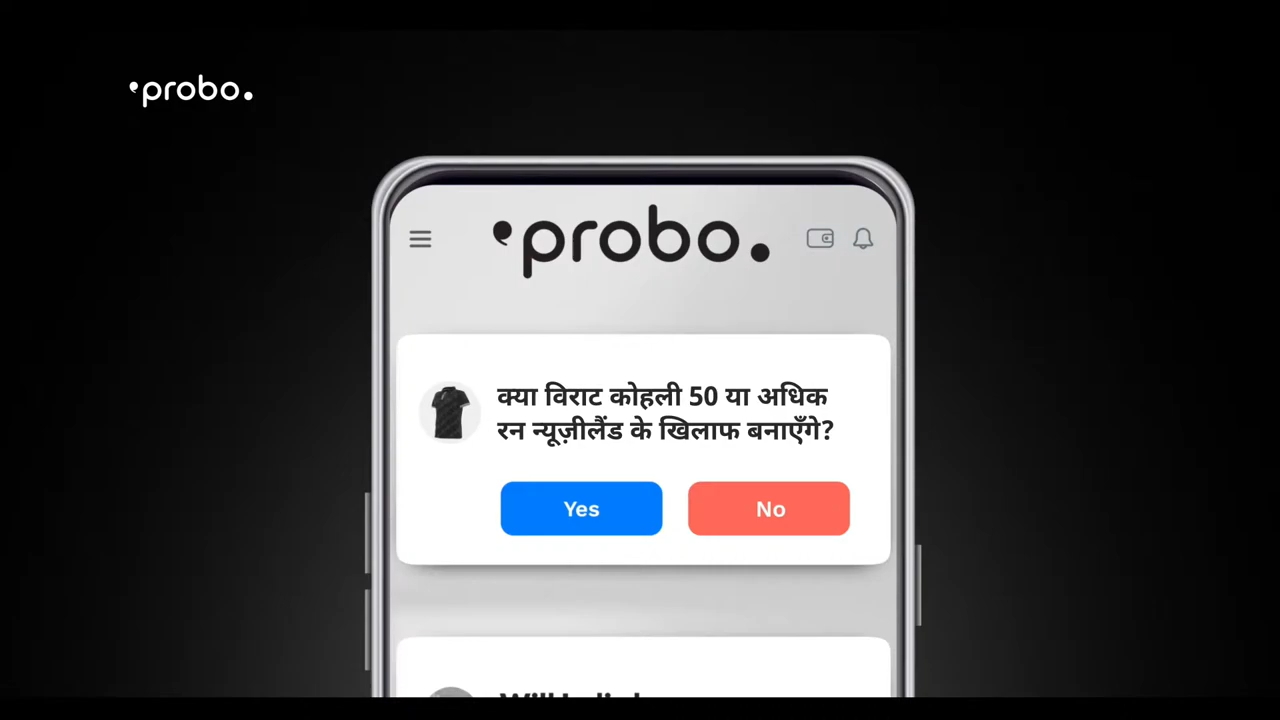 probo.
probo.
क्या विराट कोहली 50 या अधिक
रन न्यूज़ीलैंड के खिलाफ बनाएँगे?
Yes No